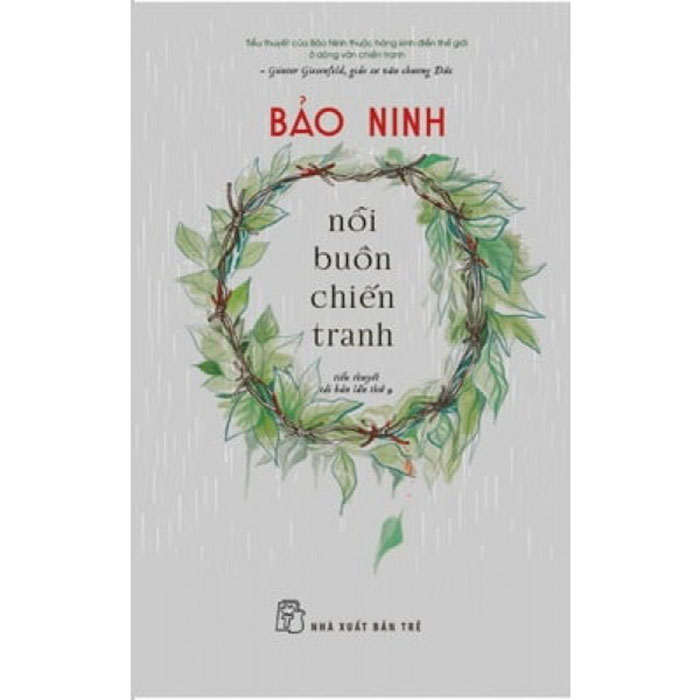 Tiểu thuyết của Bảo Ninh thuộc hàng kinh điển thế giới
ở dòng văn chiến tranh
- Günter Giesenfeld, giáo sư văn chương Đức
BẢO NINH
nỗi
buồn
chiến
tranh
tiểu thuyết
tái bản lần thứ 9
NHÀ XUẤT BẢN TRẺ